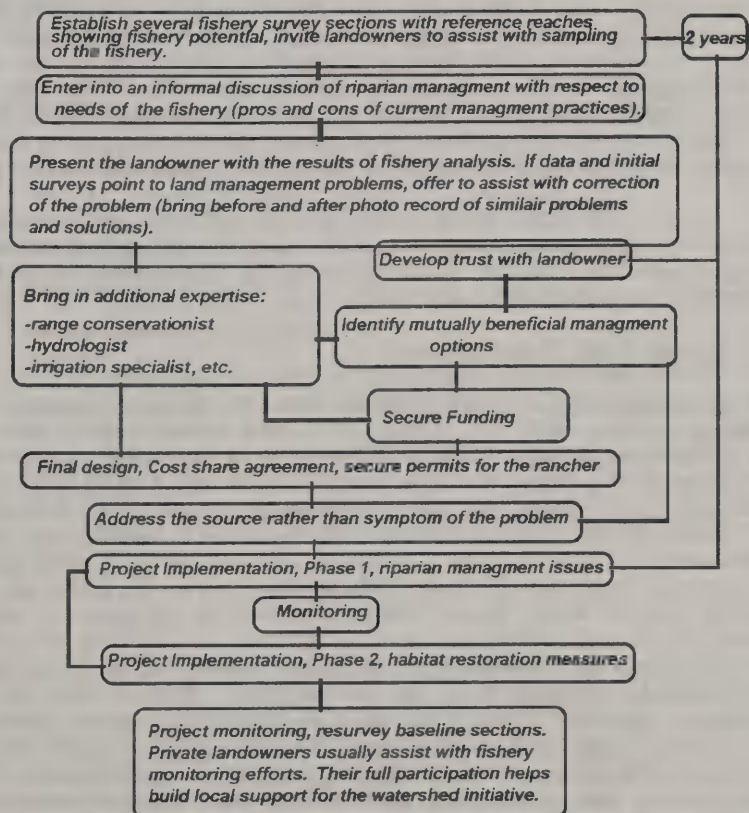 Establish several fishery survey sections with reference reaches
showing fishery potential, invite landowners to assist with sampling
of the fishery.
2 years
Enter into an informal discussion of riparian managment with respect to
needs of the fishery (pros and cons of current managment practices).
Present the landowner with the results of fishery analysis. If data and initial
surveys point to land management problems, offer to assist with correction
of the problem (bring before and after photo record of similair problems
and solutions).
Develop trust with landowner
Bring in additional expertise:
-range conservationist
-hydrologist
-irrigation specialist, etc.
Identify mutually beneficial managment
options
Secure Funding
Final design, Cost share agreement, secure permits for the rancher
Address the source rather than symptom of the problem
Project Implementation, Phase 1, riparian managment issues
Monitoring
Project Implementation, Phase 2, habitat restoration measures
Project monitoring, resurvey baseline sections.
Private landowners usually assist with fishery
monitoring efforts. Their full participation helps
build local support for the watershed initiative.